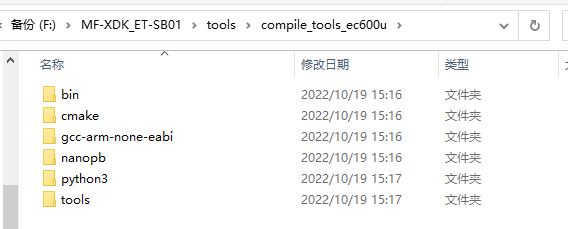 备份 (F:) › MF-XDK_ET-SB01 › tools › compile_tools_ec600u ›
名称 修改日期 类型
bin 2022/10/19 15:16 文件夹
cmake 2022/10/19 15:16 文件夹
gcc-arm-none-eabi 2022/10/19 15:16 文件夹
nanopb 2022/10/19 15:16 文件夹
python3 2022/10/19 15:17 文件夹
tools 2022/10/19 15:17 文件夹